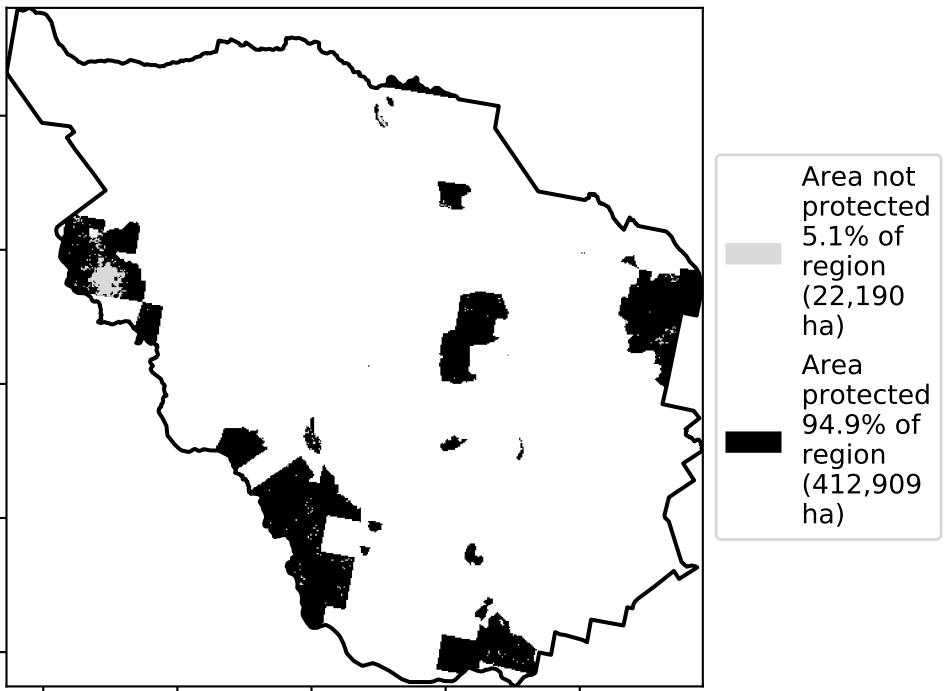 Area not
protected
5.1% of
region
(22,190
ha)
Area
protected
94.9% of
region
(412,909
ha)